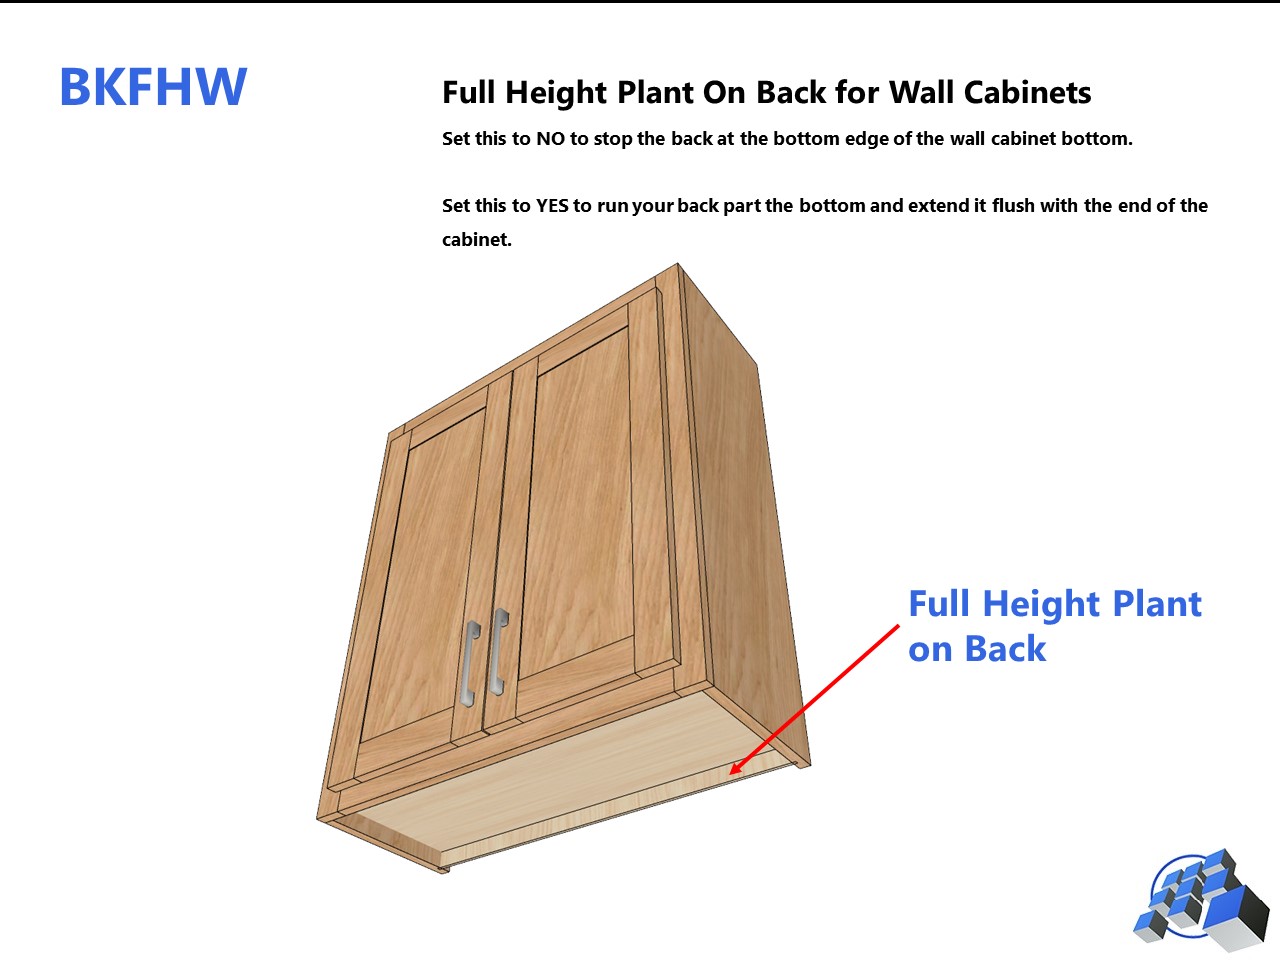 BKFHW
Full Height Plant On Back for Wall Cabinets
Set this to NO to stop the back at the bottom edge of the wall cabinet bottom.
Set this to YES to run your back part the bottom and extend it flush with the end of the
cabinet.
Full Height Plant
on Back